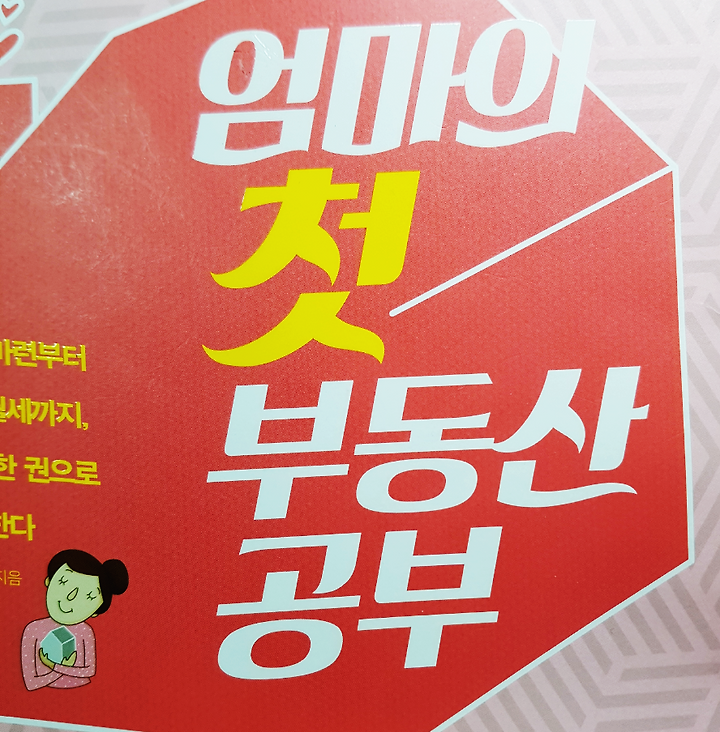 엄마의
첫
부동산
공부
마련부터
월세까지,
한 권으로
한다
지음